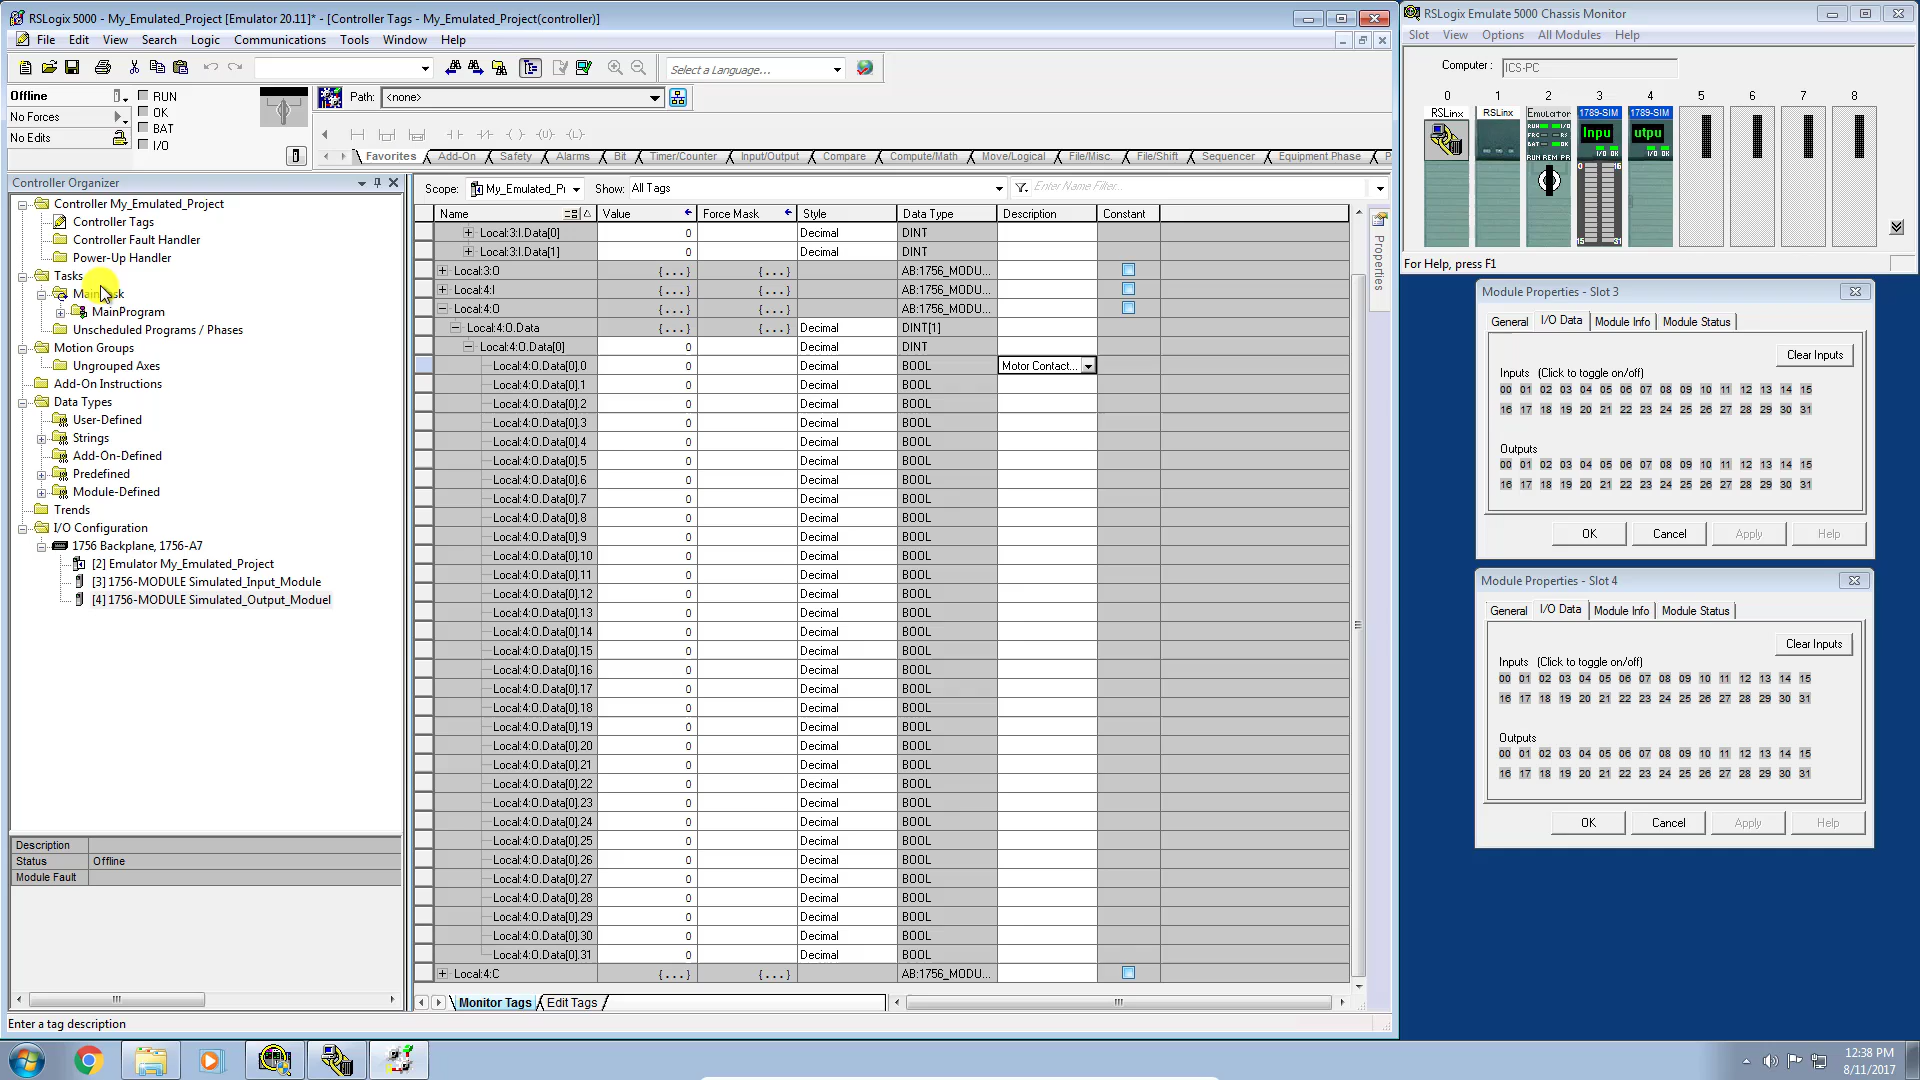 RSLogix 5000 - My_Emulated_Project [Emulator 20.11]* - [Controller Tags - My_Emulated_Project(controller)]
File Edit View Search Logic Communications Tools Window Help
Select a Language...
Offline RUN
No Forces OK
No Edits BAT
I/O
Path: <none>
Favorites Add-On Safety Alarms Bit Timer/Counter Input/Output Compare Compute/Math Move/Logical File/Misc. File/Shift Sequencer Equipment Phase P
Controller Organizer
Controller My_Emulated_Project
Controller Tags
Controller Fault Handler
Power-Up Handler
Tasks
MainTask
MainProgram
Unscheduled Programs / Phases
Motion Groups
Ungrouped Axes
Add-On Instructions
Data Types
User-Defined
Strings
Add-On-Defined
Predefined
Module-Defined
Trends
I/O Configuration
1756 Backplane, 1756-A7
[2] Emulator My_Emulated_Project
[3] 1756-MODULE Simulated_Input_Module
[4] 1756-MODULE Simulated_Output_Moduel
Description
Status Offline
Module Fault
Enter a tag description
Scope: My_Emulated_Pr Show: All Tags Enter Name Filter...
Name Value Force Mask Style Data Type Description Constant
Local:3:I.Data[0] 0 Decimal DINT
Local:3:I.Data[1] 0 Decimal DINT
Local:3:O {...} {...} AB:1756_MODU...
Local:4:I {...} {...} AB:1756_MODU...
Local:4:O {...} {...} AB:1756_MODU...
Local:4:O.Data {...} {...} Decimal DINT[1]
Local:4:O.Data[0] 0 Decimal DINT
Local:4:O.Data[0].0 0 Decimal BOOL Motor Contact...
Local:4:O.Data[0].1 0 Decimal BOOL
Local:4:O.Data[0].2 0 Decimal BOOL
Local:4:O.Data[0].3 0 Decimal BOOL
Local:4:O.Data[0].4 0 Decimal BOOL
Local:4:O.Data[0].5 0 Decimal BOOL
Local:4:O.Data[0].6 0 Decimal BOOL
Local:4:O.Data[0].7 0 Decimal BOOL
Local:4:O.Data[0].8 0 Decimal BOOL
Local:4:O.Data[0].9 0 Decimal BOOL
Local:4:O.Data[0].10 0 Decimal BOOL
Local:4:O.Data[0].11 0 Decimal BOOL
Local:4:O.Data[0].12 0 Decimal BOOL
Local:4:O.Data[0].13 0 Decimal BOOL
Local:4:O.Data[0].14 0 Decimal BOOL
Local:4:O.Data[0].15 0 Decimal BOOL
Local:4:O.Data[0].16 0 Decimal BOOL
Local:4:O.Data[0].17 0 Decimal BOOL
Local:4:O.Data[0].18 0 Decimal BOOL
Local:4:O.Data[0].19 0 Decimal BOOL
Local:4:O.Data[0].20 0 Decimal BOOL
Local:4:O.Data[0].21 0 Decimal BOOL
Local:4:O.Data[0].22 0 Decimal BOOL
Local:4:O.Data[0].23 0 Decimal BOOL
Local:4:O.Data[0].24 0 Decimal BOOL
Local:4:O.Data[0].25 0 Decimal BOOL
Local:4:O.Data[0].26 0 Decimal BOOL
Local:4:O.Data[0].27 0 Decimal BOOL
Local:4:O.Data[0].28 0 Decimal BOOL
Local:4:O.Data[0].29 0 Decimal BOOL
Local:4:O.Data[0].30 0 Decimal BOOL
Local:4:O.Data[0].31 0 Decimal BOOL
Local:4:C {...} {...} AB:1756_MODU...
Monitor Tags Edit Tags
Properties
RSLogix Emulate 5000 Chassis Monitor
Slot View Options All Modules Help
Computer : ICS-PC
0 1 2 3 4 5 6 7 8
RSLinx RSLinx Emulator 1789-SIM 1789-SIM
RUN I/O
FRC RS
BAT OK
RUN REM PR
Inpu utpu
I/O OK I/O OK
0 16
15 31
For Help, press F1
Module Properties - Slot 3
General I/O Data Module Info Module Status
Clear Inputs
Inputs (Click to toggle on/off)
00 01 02 03 04 05 06 07 08 09 10 11 12 13 14 15
16 17 18 19 20 21 22 23 24 25 26 27 28 29 30 31
Outputs
00 01 02 03 04 05 06 07 08 09 10 11 12 13 14 15
16 17 18 19 20 21 22 23 24 25 26 27 28 29 30 31
OK Cancel Apply Help
Module Properties - Slot 4
General I/O Data Module Info Module Status
Clear Inputs
Inputs (Click to toggle on/off)
00 01 02 03 04 05 06 07 08 09 10 11 12 13 14 15
16 17 18 19 20 21 22 23 24 25 26 27 28 29 30 31
Outputs
00 01 02 03 04 05 06 07 08 09 10 11 12 13 14 15
16 17 18 19 20 21 22 23 24 25 26 27 28 29 30 31
OK Cancel Apply Help
12:38 PM
8/11/2017